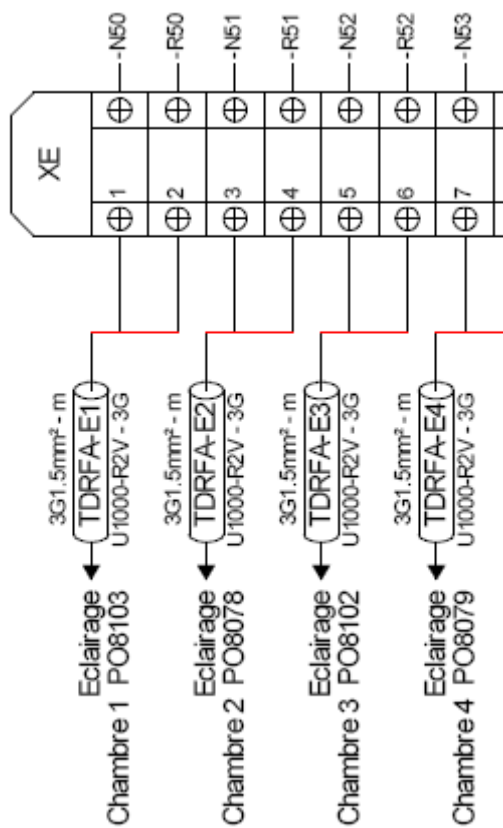 XE
1
2
3
4
5
6
7
-N50
-R50
-N51
-R51
-N52
-R52
-N53
3G1.5mm² - m
TDRFA-E1
U1000-R2V - 3G
Eclairage
Chambre 1 PO8103
3G1.5mm² - m
TDRFA-E2
U1000-R2V - 3G
Eclairage
Chambre 2 PO8078
3G1.5mm² - m
TDRFA-E3
U1000-R2V - 3G
Eclairage
Chambre 3 PO8102
3G1.5mm² - m
TDRFA-E4
U1000-R2V - 3G
Eclairage
Chambre 4 PO8079